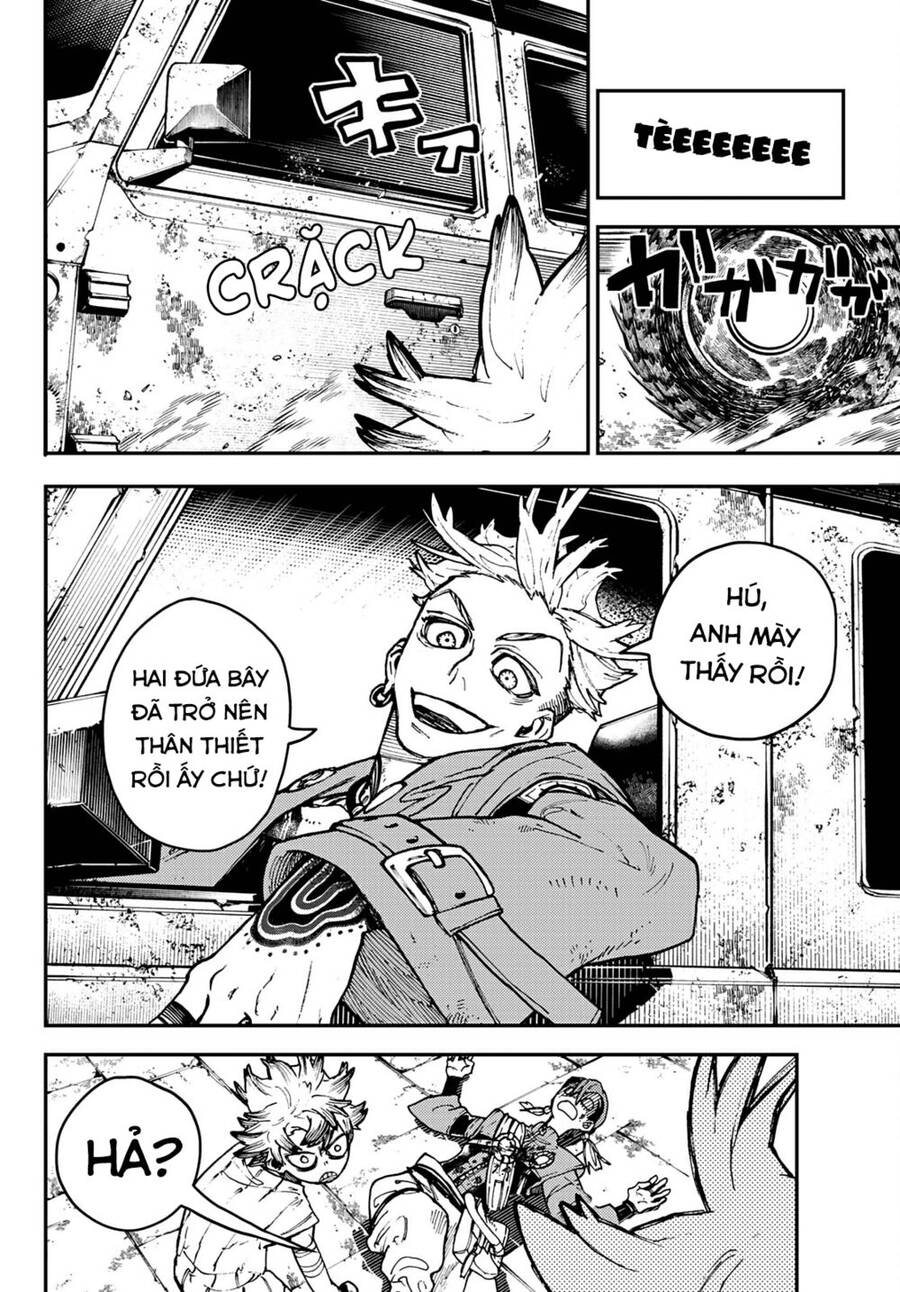 TÈEEEEEEE
ガガガガ
キィ
CRẶCK
HÚ,
ANH MÀY
THẤY RỒI!
HAI ĐỨA BÂY
ĐÃ TRỞ NÊN
THÂN THIẾT
RỒI ẤY CHỨ!
HẢ?